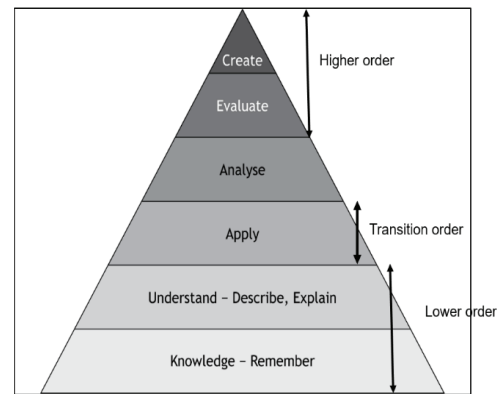 Create
Higher order
Evaluate
Analyse
Apply
Transition order
Understand – Describe, Explain
Lower order
Knowledge – Remember